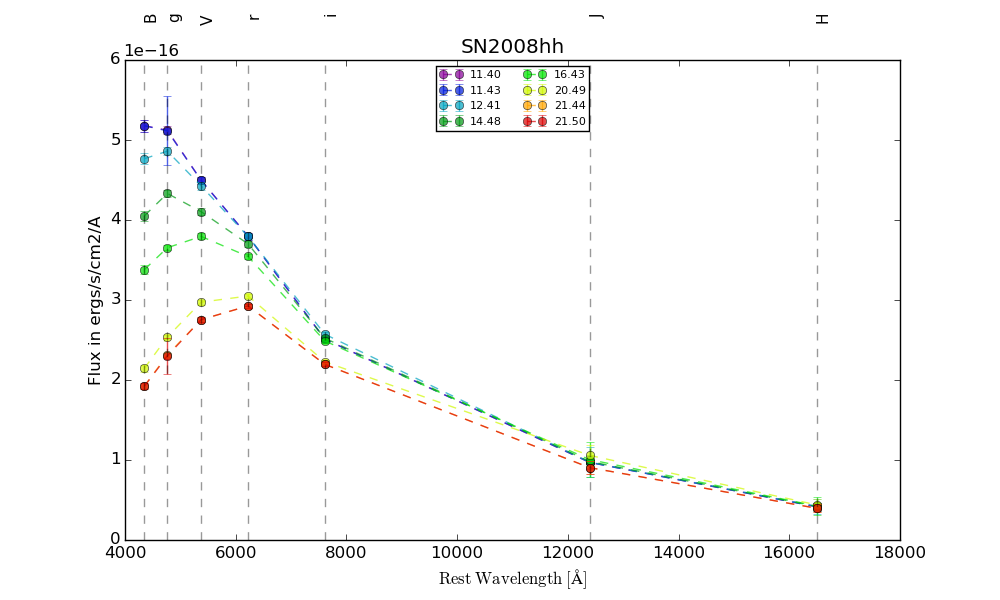 B g V r i J H
1e−16 SN2008hh
6
11.40 16.43
11.43 20.49
12.41 21.44
14.48 21.50
5
4
3
2
1
0
Flux in ergs/s/cm2/A
4000 6000 8000 10000 12000 14000 16000 18000
Rest Wavelength [Å]